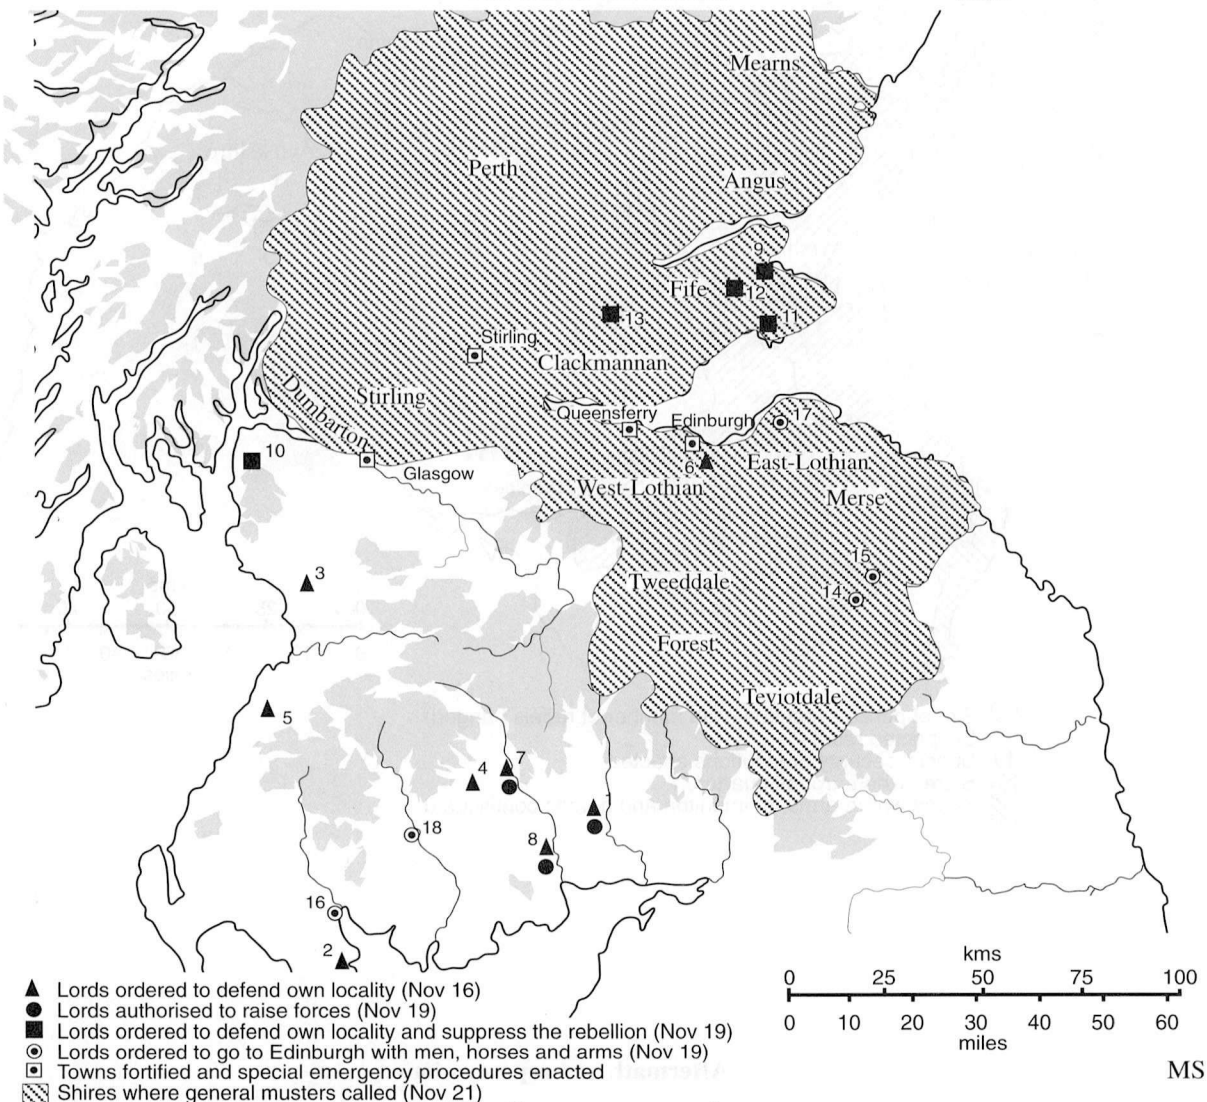 Mearns
Perth
Angus
9
Fife
12
13
11
Stirling
Clackmannan
Stirling
Dumbarton
Queensferry
Edinburgh
17
10
6
East-Lothian
Glasgow
West-Lothian
Merse
3
15
Tweeddale
14
Forest
Teviotdale
5
4
7
1
18
8
16
2
kms
0 25 50 75 100
0 10 20 30 40 50 60
miles
Lords ordered to defend own locality (Nov 16)
Lords authorised to raise forces (Nov 19)
Lords ordered to defend own locality and suppress the rebellion (Nov 19)
Lords ordered to go to Edinburgh with men, horses and arms (Nov 19)
Towns fortified and special emergency procedures enacted
Shires where general musters called (Nov 21)
MS